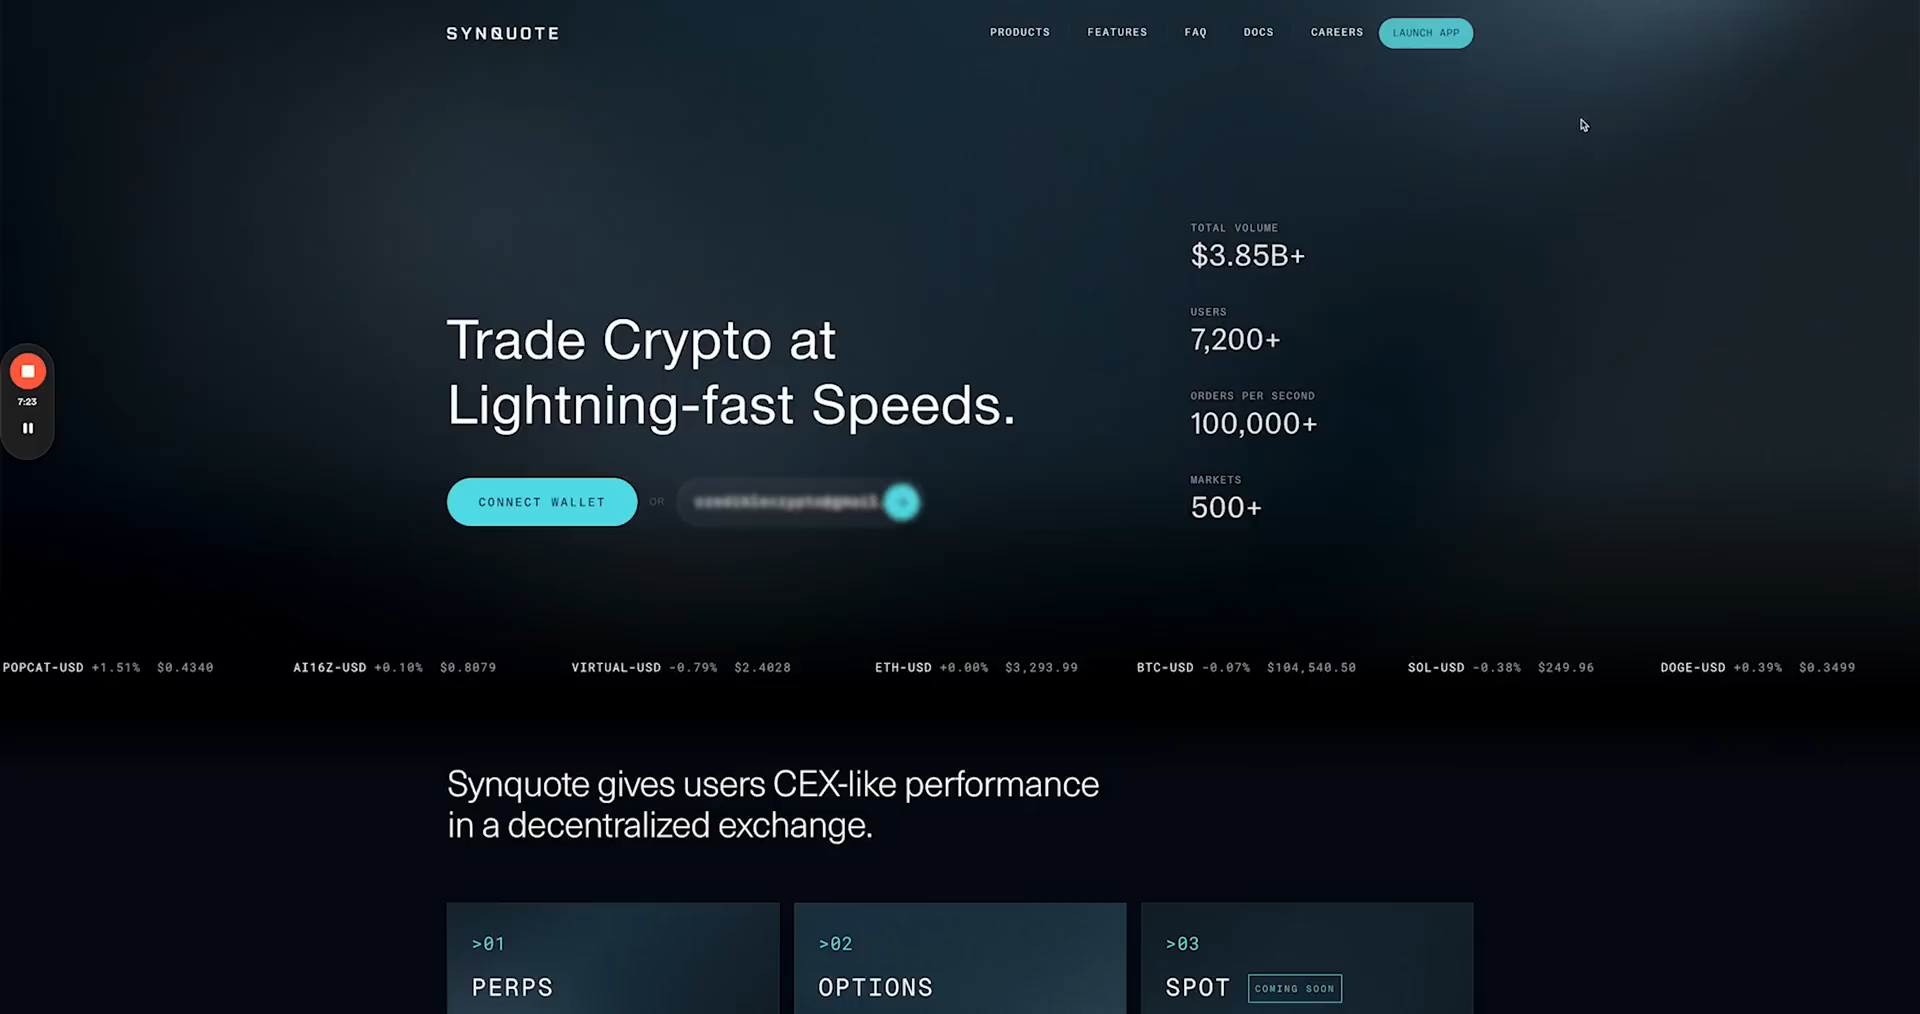 SYNQUOTE
PRODUCTS
FEATURES
FAQ
DOCS
CAREERS
LAUNCH APP
TOTAL VOLUME
$3.85B+
USERS
7,200+
ORDERS PER SECOND
100,000+
MARKETS
500+
Trade Crypto at
Lightning-fast Speeds.
7:23
CONNECT WALLET
OR
POPCAT-USD +1.51% $0.4340
AI16Z-USD +0.10% $0.8079
VIRTUAL-USD -0.79% $2.4028
ETH-USD +0.00% $3,293.99
BTC-USD -0.07% $104,540.50
SOL-USD -0.38% $249.96
DOGE-USD +0.39% $0.3499
Synquote gives users CEX-like performance
in a decentralized exchange.
>01
PERPS
>02
OPTIONS
>03
SPOT
COMING SOON